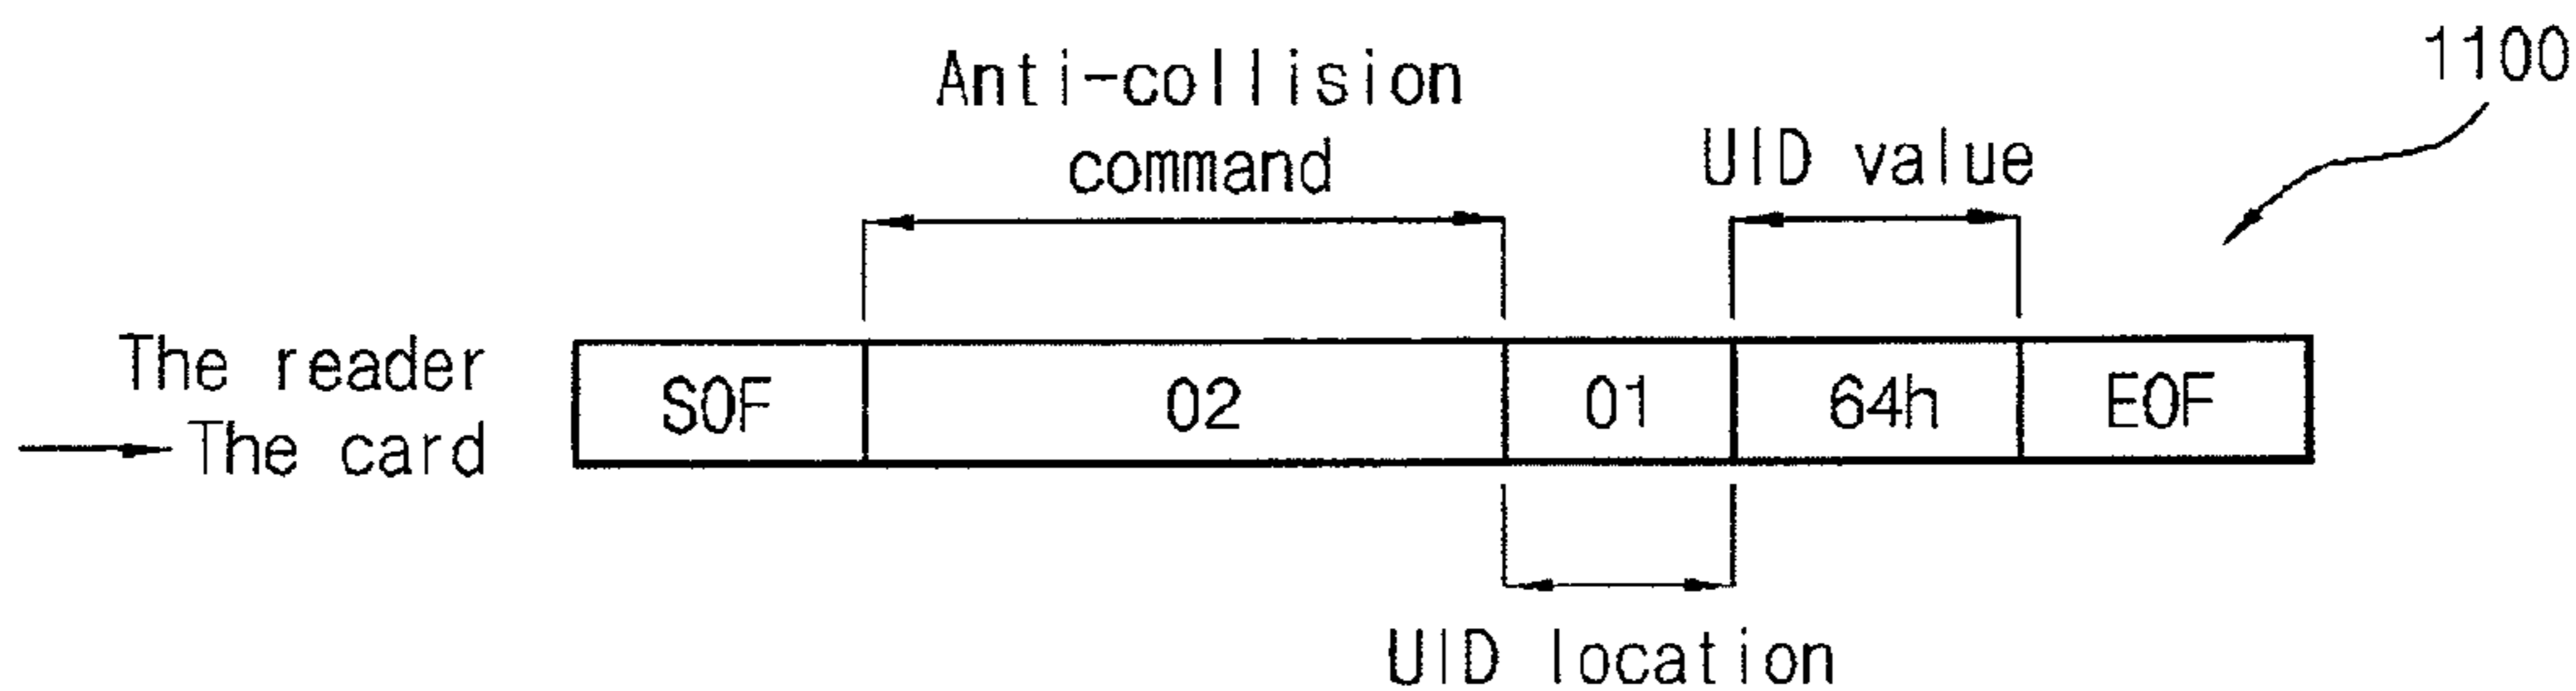 1100
Anti-collision
command
UID value
The reader
→ The card
SOF 02 01 64h EOF
UID location